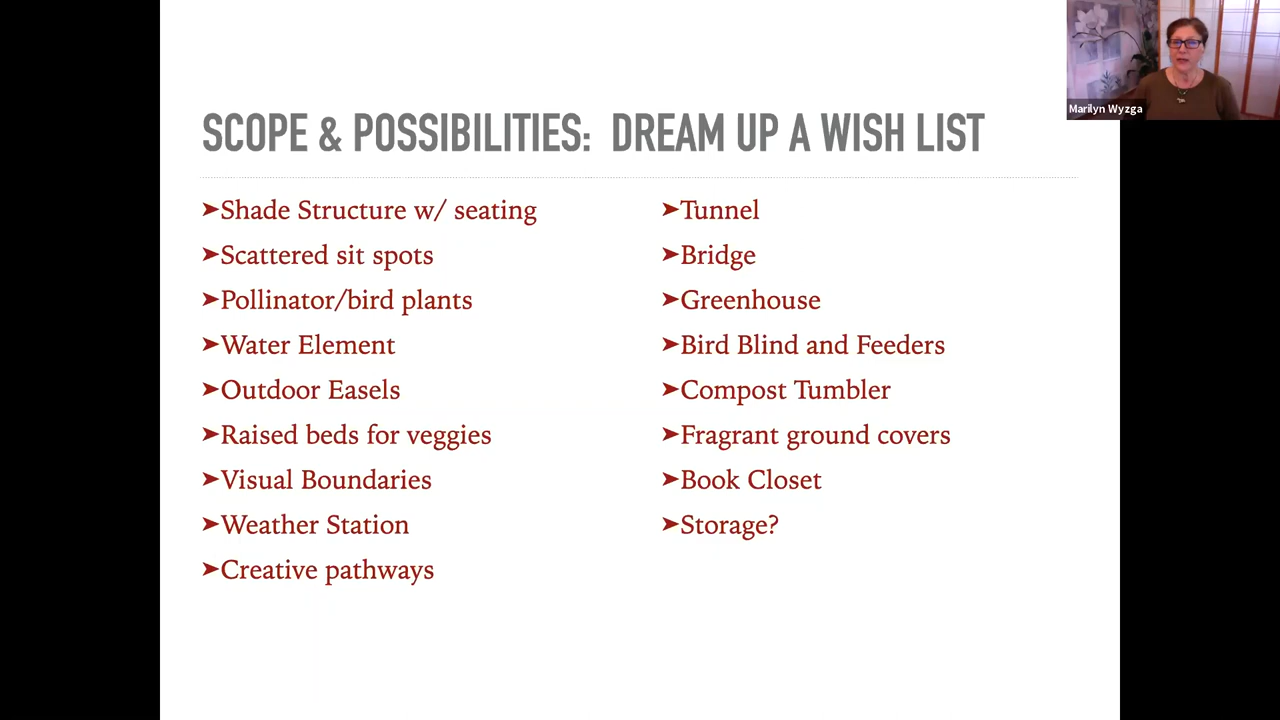 SCOPE & POSSIBILITIES: DREAM UP A WISH LIST
➤Shade Structure w/ seating
➤Scattered sit spots
➤Pollinator/bird plants
➤Water Element
➤Outdoor Easels
➤Raised beds for veggies
➤Visual Boundaries
➤Weather Station
➤Creative pathways
➤Tunnel
➤Bridge
➤Greenhouse
➤Bird Blind and Feeders
➤Compost Tumbler
➤Fragrant ground covers
➤Book Closet
➤Storage?
Marilyn Wyzga